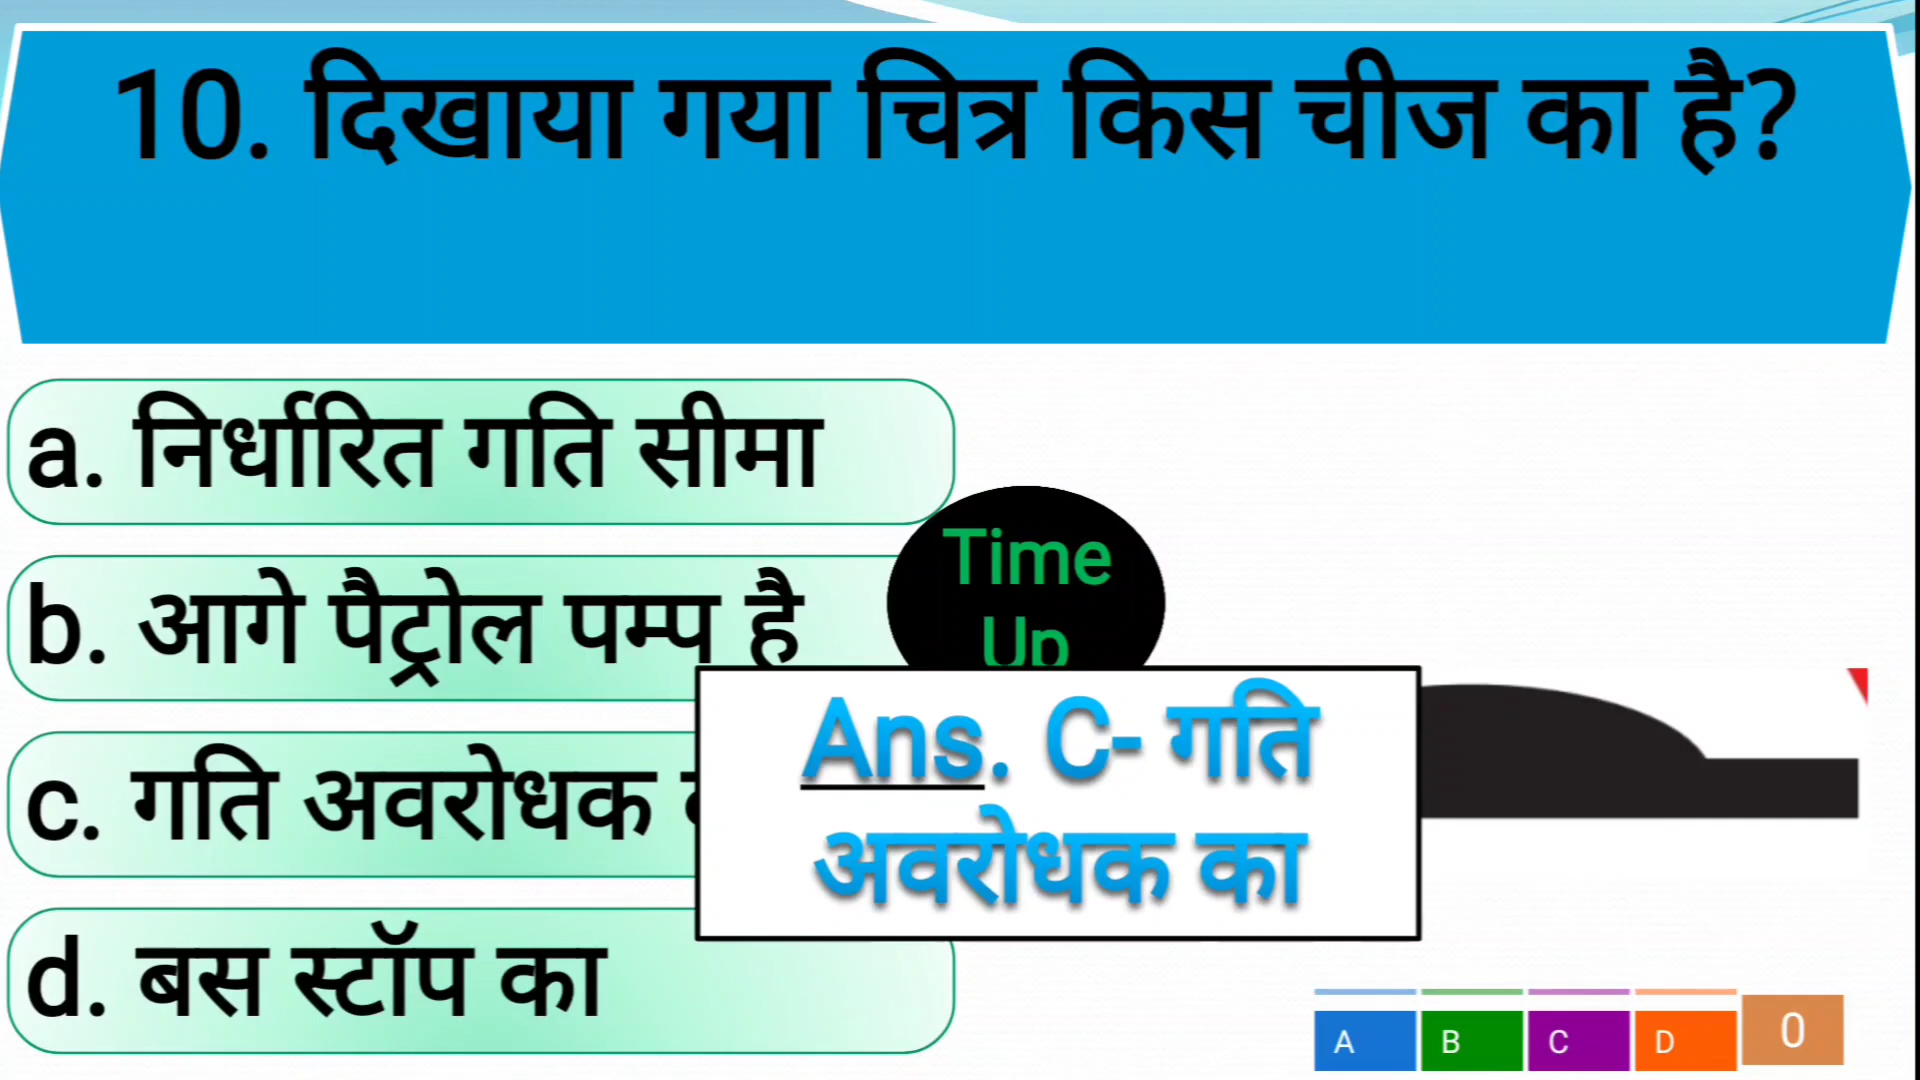 10. दिखाया गया चित्र किस चीज का है?
a. निर्धारित गति सीमा
b. आगे पैट्रोल पम्प है
c. गति अवरोधक
d. बस स्टॉप का
Time
Up
Ans. C- गति
अवरोधक का
A B C D 0